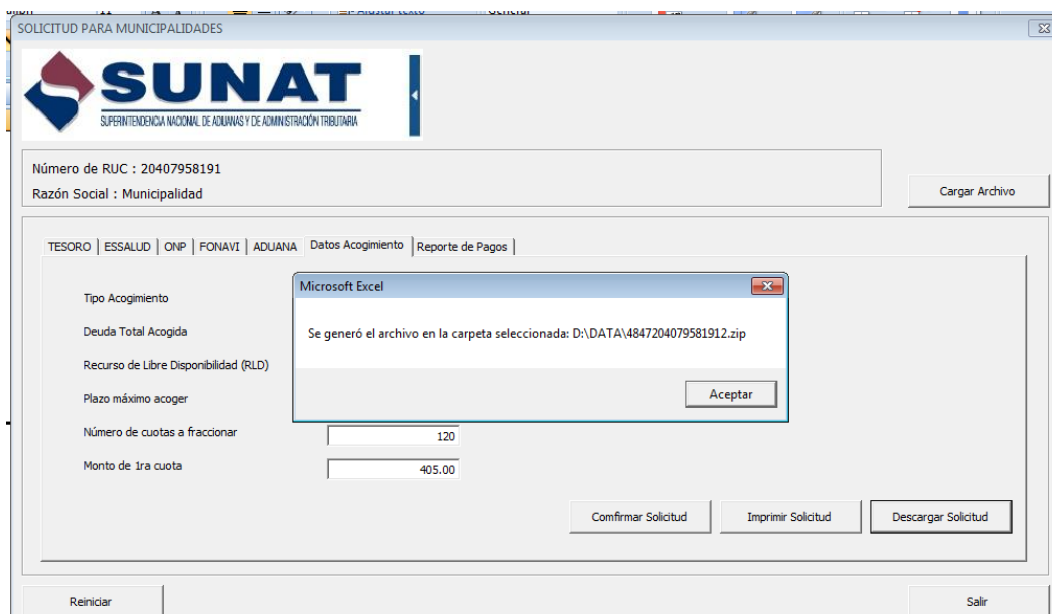 SOLICITUD PARA MUNICIPALIDADES
SUNAT
SUPERINTENDENCIA NACIONAL DE ADUANAS Y DE ADMINISTRACIÓN TRIBUTARIA
Número de RUC : 20407958191
Razón Social : Municipalidad
Cargar Archivo
TESORO ESSALUD ONP FONAVI ADUANA Datos Acogimiento Reporte de Pagos
Microsoft Excel
Se generó el archivo en la carpeta seleccionada: D:\DATA\4847204079581912.zip
Aceptar
Tipo Acogimiento
Deuda Total Acogida
Recurso de Libre Disponibilidad (RLD)
Plazo máximo acoger
Número de cuotas a fraccionar 120
Monto de 1ra cuota 405.00
Comfirmar Solicitud Imprimir Solicitud Descargar Solicitud
Reiniciar Salir